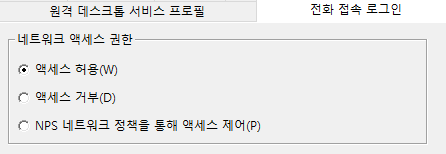 원격 데스크톱 서비스 프로필 전화 접속 로그인
네트워크 액세스 권한
액세스 허용(W)
액세스 거부(D)
NPS 네트워크 정책을 통해 액세스 제어(P)